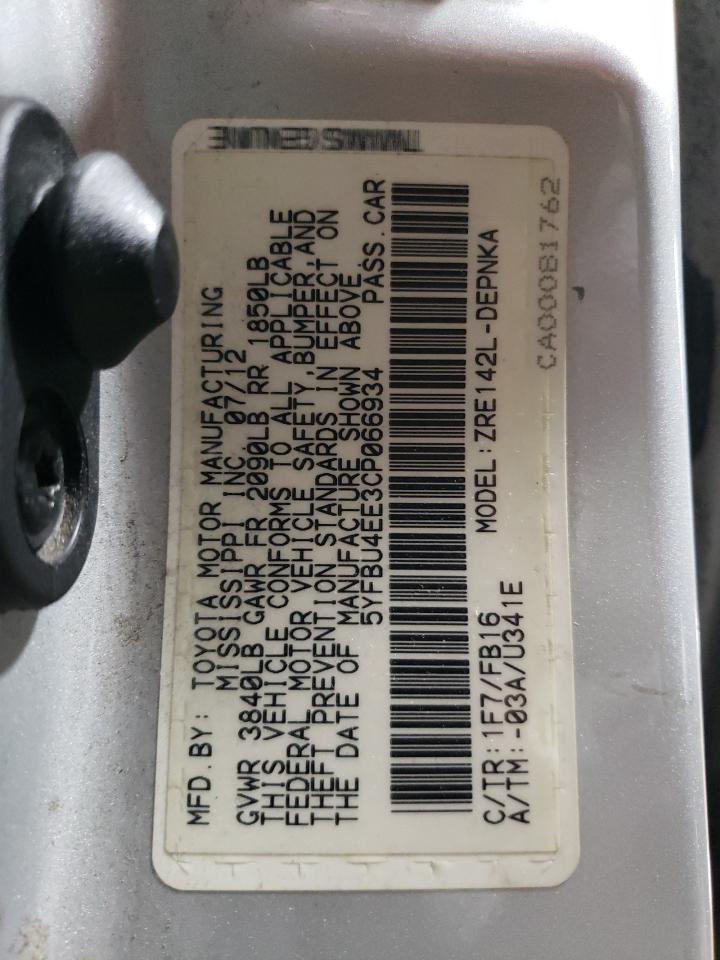 MFD.BY: TOYOTA MOTOR MANUFACTURING
MISSISSIPPI INC. 07/12
GVWR 3840LB GAWR FR 2090LB RR 1850LB
THIS VEHICLE CONFORMS TO ALL APPLICABLE
FEDERAL MOTOR VEHICLE SAFETY, BUMPER, AND
THEFT PREVENTION STANDARDS IN EFFECT ON
THE DATE OF MANUFACTURE SHOWN ABOVE.
5YFBU4EE3CP066934 PASS.CAR
C/TR:1F7/FB16 MODEL:ZRE142L-DEPNKA
A/TM:-03A/U341E
CA00081762